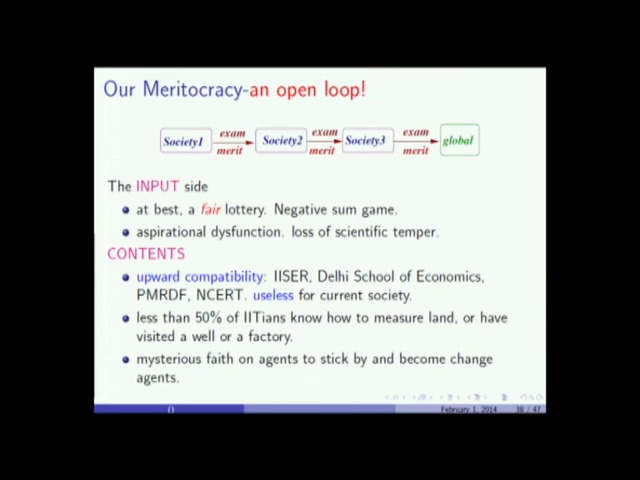 Our Meritocracy-an open loop!
exam exam exam
Society1 Society2 Society3 global
merit merit merit
The INPUT side
at best, a fair lottery. Negative sum game.
aspirational dysfunction. loss of scientific temper.
CONTENTS
upward compatibility: IISER, Delhi School of Economics,
PMRDF, NCERT. useless for current society.
less than 50% of IITians know how to measure land, or have
visited a well or a factory.
mysterious faith on agents to stick by and become change
agents.
() February 1, 2014 38 / 47